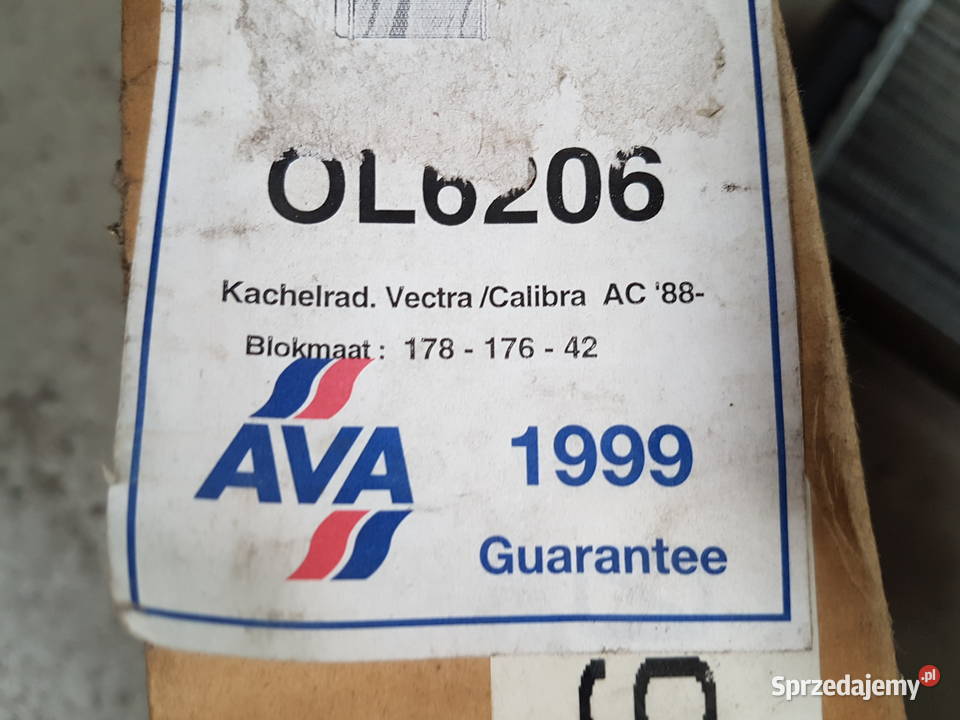 OL6206
Kachelrad. Vectra /Calibra AC '88-
Blokmaat : 178 - 176 - 42
AVA
1999
Guarantee
Sprzedajemy.pl